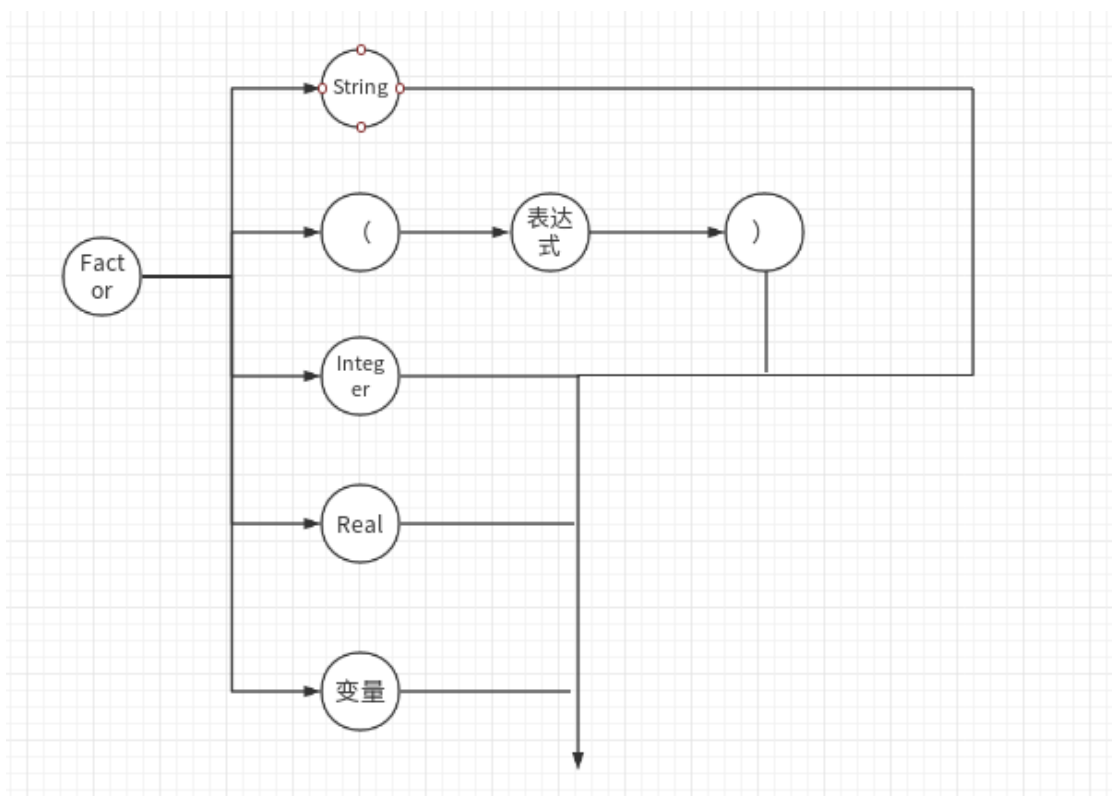 String
（
表达
式
）
Fact
or
Integ
er
Real
变量